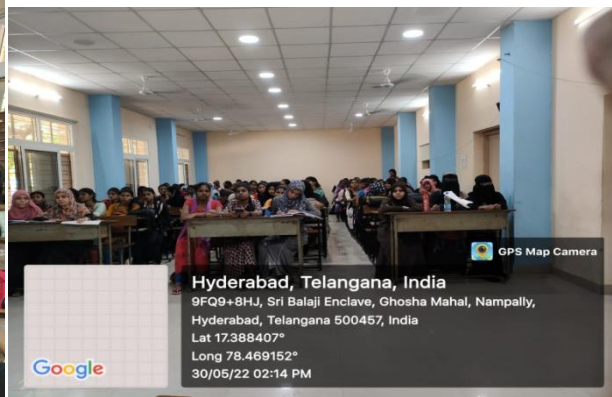 GPS Map Camera
Hyderabad, Telangana, India
9FQ9+8HJ, Sri Balaji Enclave, Ghosha Mahal, Nampally,
Hyderabad, Telangana 500457, India
Lat 17.388407°
Long 78.469152°
30/05/22 02:14 PM
Google